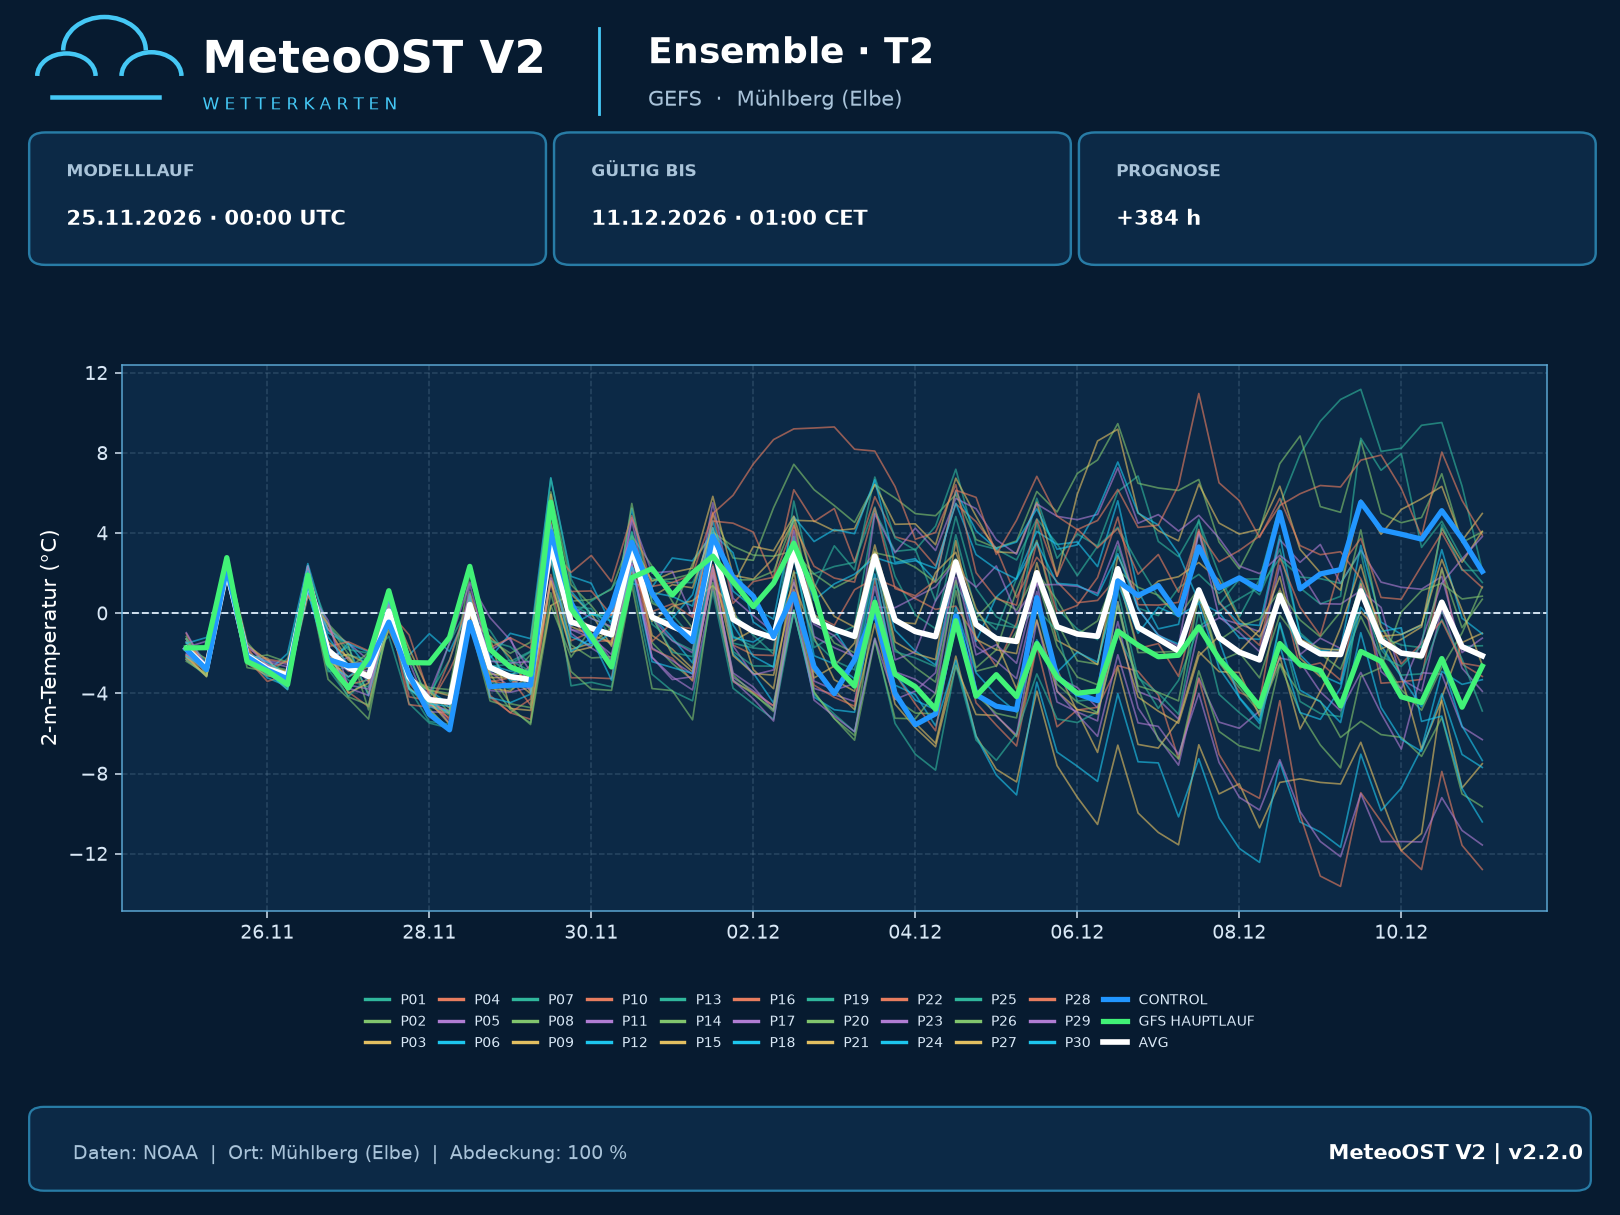 MeteoOST V2
WETTERKARTEN
Ensemble · T2
GEFS · Mühlberg (Elbe)
MODELLLAUF
25.11.2026 · 00:00 UTC
GÜLTIG BIS
11.12.2026 · 01:00 CET
PROGNOSE
+384 h
2-m-Temperatur (°C)
12
8
4
0
−4
−8
−12
26.11 28.11 30.11 02.12 04.12 06.12 08.12 10.12
P01 P04 P07 P10 P13 P16 P19 P22 P25 P28 CONTROL
P02 P05 P08 P11 P14 P17 P20 P23 P26 P29 GFS HAUPTLAUF
P03 P06 P09 P12 P15 P18 P21 P24 P27 P30 AVG
Daten: NOAA | Ort: Mühlberg (Elbe) | Abdeckung: 100 %
MeteoOST V2 | v2.2.0